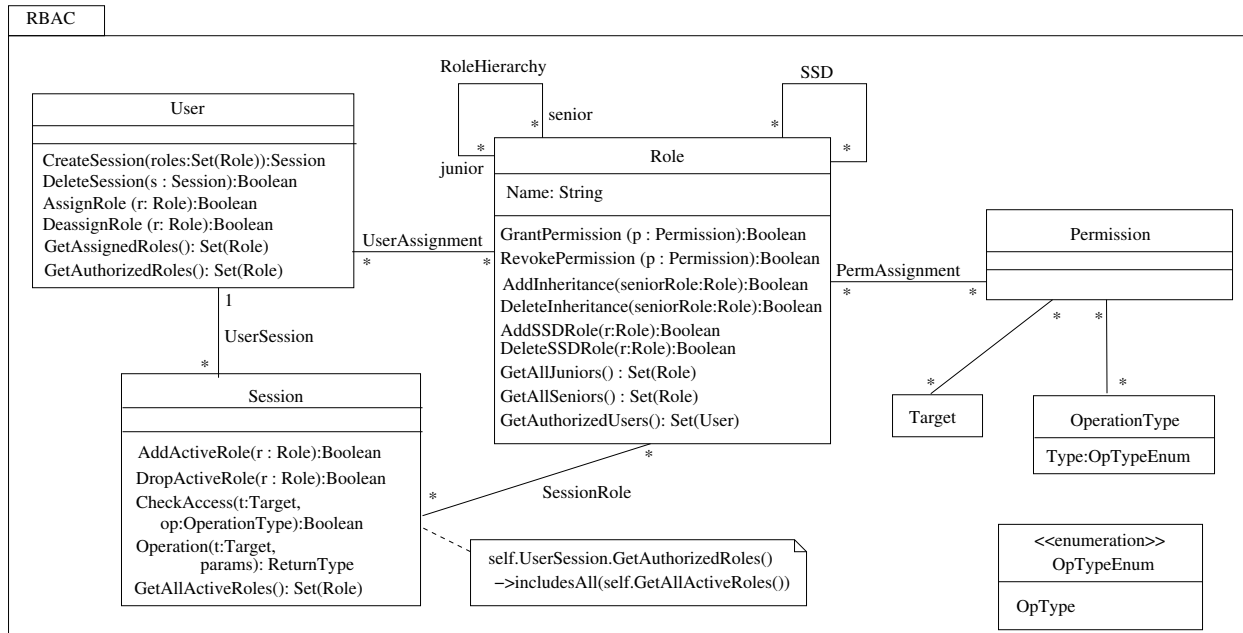 RBAC
RoleHierarchy
SSD
senior
*
*
junior
*
*
User
CreateSession(roles:Set(Role)):Session
DeleteSession(s : Session):Boolean
AssignRole (r: Role):Boolean
DeassignRole (r: Role):Boolean
GetAssignedRoles(): Set(Role)
GetAuthorizedRoles(): Set(Role)
UserAssignment
*
*
Role
Name: String
GrantPermission (p : Permission):Boolean
RevokePermission (p : Permission):Boolean
AddInheritance(seniorRole:Role):Boolean
DeleteInheritance(seniorRole:Role):Boolean
AddSSDRole(r:Role):Boolean
DeleteSSDRole(r:Role):Boolean
GetAllJuniors() : Set(Role)
GetAllSeniors() : Set(Role)
GetAuthorizedUsers(): Set(User)
PermAssignment
*
*
Permission
*
*
*
*
Target
OperationType
Type:OpTypeEnum
1
UserSession
*
Session
AddActiveRole(r : Role):Boolean
DropActiveRole(r : Role):Boolean
CheckAccess(t:Target,
op:OperationType):Boolean
Operation(t:Target,
params): ReturnType
GetAllActiveRoles(): Set(Role)
*
*
SessionRole
self.UserSession.GetAuthorizedRoles()
−>includesAll(self.GetAllActiveRoles())
<<enumeration>>
OpTypeEnum
OpType